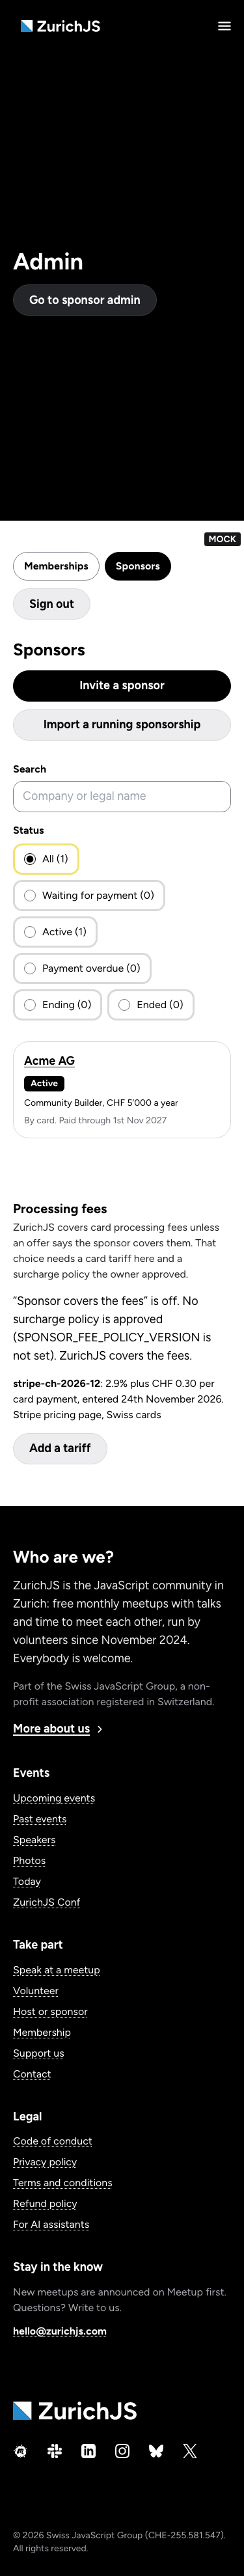 ZurichJS
Admin
Go to sponsor admin
MOCK
Memberships
Sponsors
Sign out
Sponsors
Invite a sponsor
Import a running sponsorship
Search
Company or legal name
Status
All (1)
Waiting for payment (0)
Active (1)
Payment overdue (0)
Ending (0)
Ended (0)
Acme AG
Active
Community Builder, CHF 5’000 a year
By card. Paid through 1st Nov 2027
Processing fees
ZurichJS covers card processing fees unless
an offer says the sponsor covers them. That
choice needs a card tariff here and a
surcharge policy the owner approved.
“Sponsor covers the fees” is off. No
surcharge policy is approved
(SPONSOR_FEE_POLICY_VERSION is
not set). ZurichJS covers the fees.
stripe-ch-2026-12: 2.9% plus CHF 0.30 per
card payment, entered 24th November 2026.
Stripe pricing page, Swiss cards
Add a tariff
Who are we?
ZurichJS is the JavaScript community in
Zurich: free monthly meetups with talks
and time to meet each other, run by
volunteers since November 2024.
Everybody is welcome.
Part of the Swiss JavaScript Group, a non-
profit association registered in Switzerland.
More about us
Events
Upcoming events
Past events
Speakers
Photos
Today
ZurichJS Conf
Take part
Speak at a meetup
Volunteer
Host or sponsor
Membership
Support us
Contact
Legal
Code of conduct
Privacy policy
Terms and conditions
Refund policy
For AI assistants
Stay in the know
New meetups are announced on Meetup first.
Questions? Write to us.
hello@zurichjs.com
ZurichJS
© 2026 Swiss JavaScript Group (CHE-255.581.547).
All rights reserved.